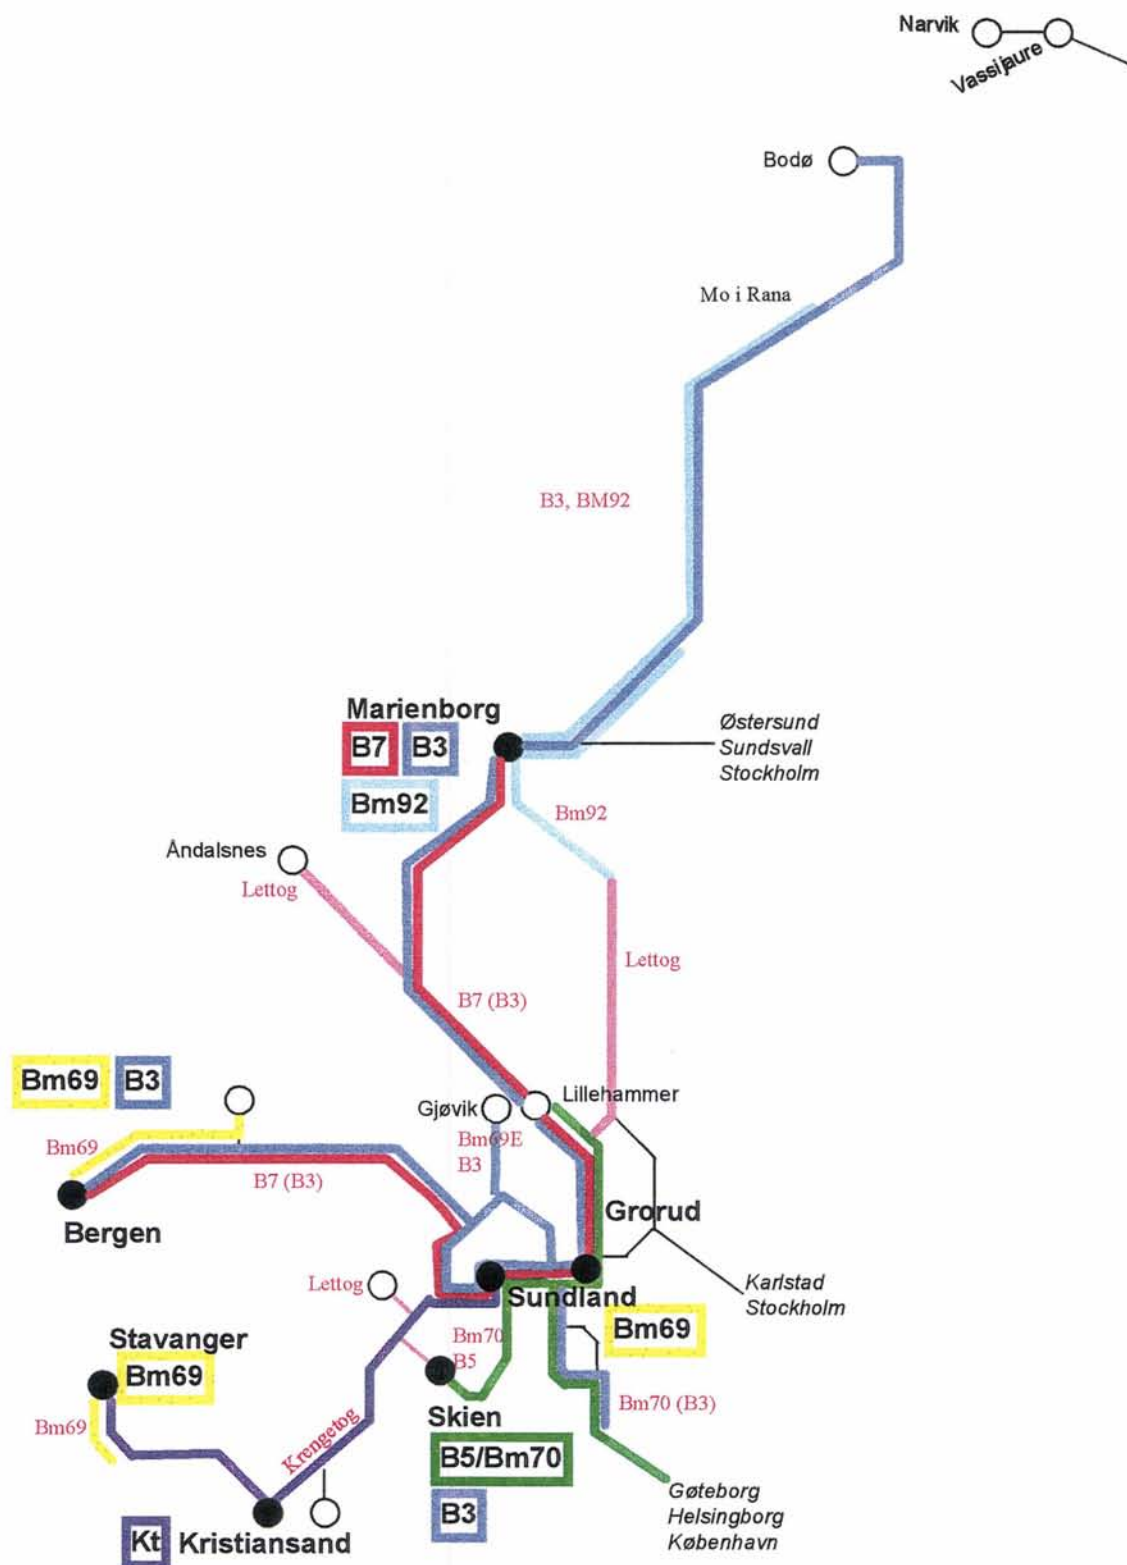 Narvik
Vassijaure
Bodø
Mo i Rana
B3, BM92
Marienborg
B7 B3
Bm92
Østersund
Sundsvall
Stockholm
Bm92
Åndalsnes
Lettog
Lettog
B7 (B3)
Bm69 B3
Lillehammer
Gjøvik
Bm69E
B3
Bm69
B7 (B3)
Bergen
Grorud
Lettog
Sundland
Karlstad
Stockholm
Bm69
Stavanger
Bm69
Bm70
B5
Bm69
Bm70 (B3)
Skien
Krengetog
B5/Bm70
B3
Gøteborg
Helsingborg
København
Kt Kristiansand